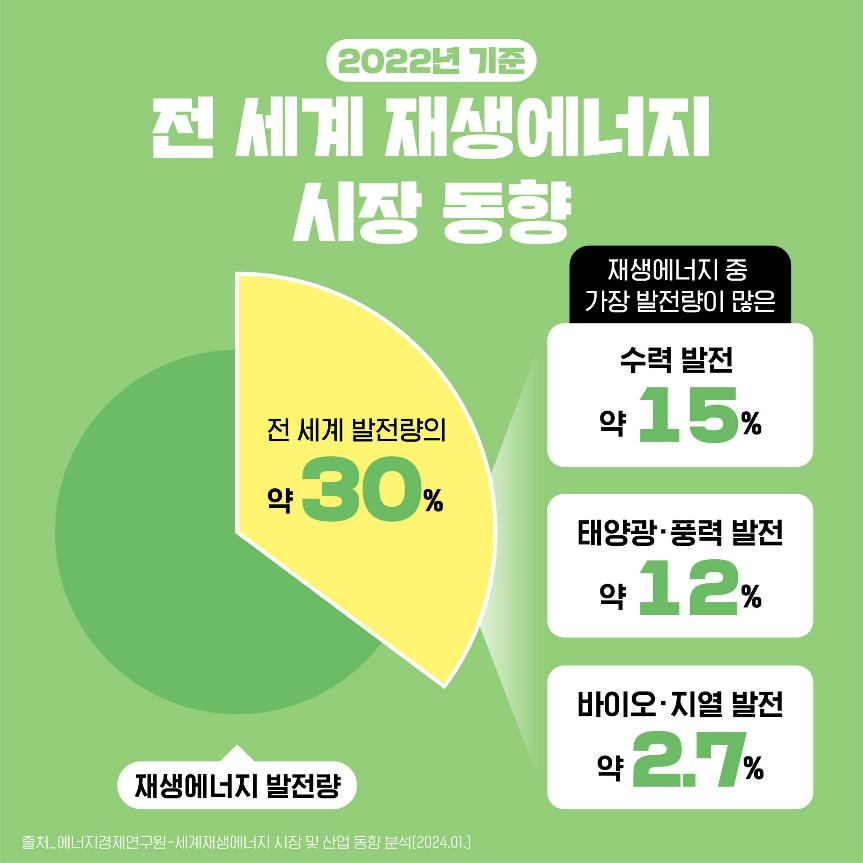 2022년 기준
전 세계 재생에너지
시장 동향
전 세계 발전량의
약 30%
재생에너지 발전량
재생에너지 중
가장 발전량이 많은
수력 발전
약 15%
태양광·풍력 발전
약 12%
바이오·지열 발전
약 2.7%
출처_에너지경제연구원-세계재생에너지 시장 및 산업 동향 분석(2024.01.)